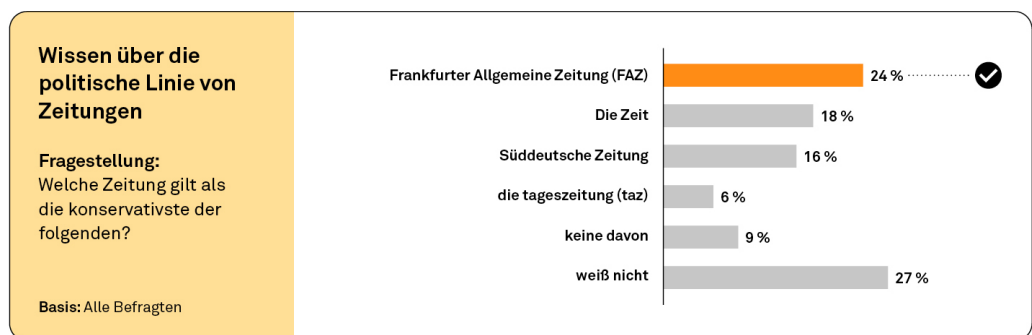 Wissen über die
politische Linie von
Zeitungen
Fragestellung:
Welche Zeitung gilt als
die konservativste der
folgenden?
Basis: Alle Befragten
Frankfurter Allgemeine Zeitung (FAZ) 24 %
Die Zeit 18 %
Süddeutsche Zeitung 16 %
die tageszeitung (taz) 6 %
keine davon 9 %
weiß nicht 27 %